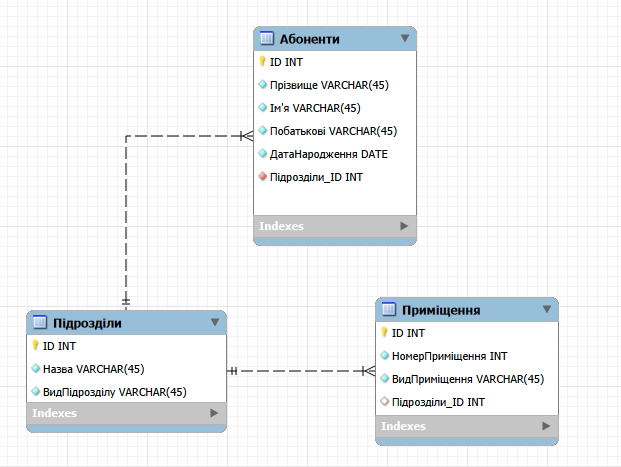 Абоненти
ID INT
Прізвище VARCHAR(45)
Ім'я VARCHAR(45)
Побатькові VARCHAR(45)
ДатаНародження DATE
Підрозділи_ID INT
Indexes
Підрозділи
ID INT
Назва VARCHAR(45)
ВидПідрозділу VARCHAR(45)
Indexes
Приміщення
ID INT
НомерПриміщення INT
ВидПриміщення VARCHAR(45)
Підрозділи_ID INT
Indexes